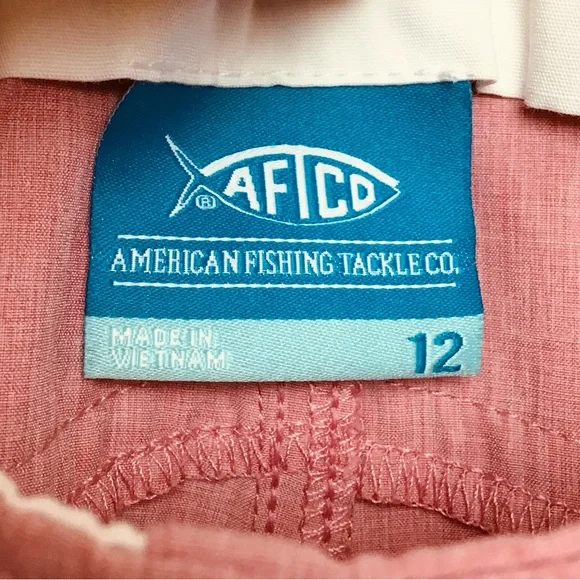 AFTCO
®
AMERICAN FISHING TACKLE CO.
MADE IN
VIETNAM
12